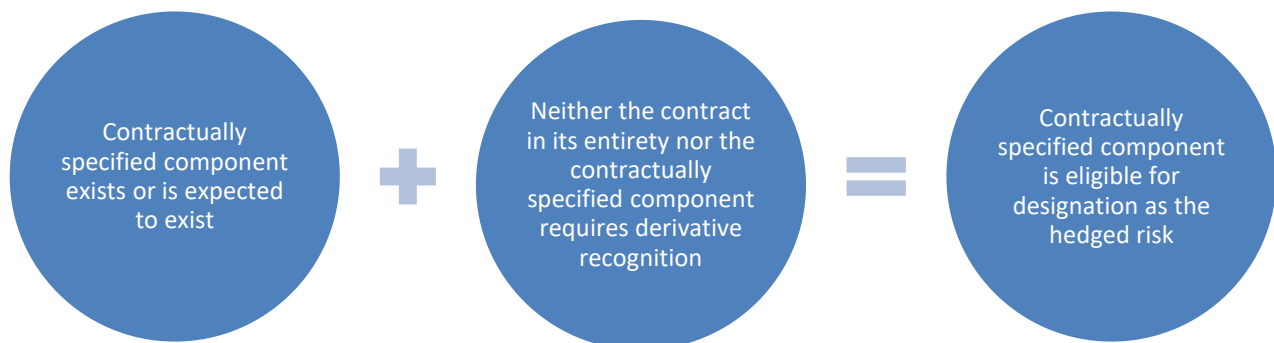 Contractually
specified component
exists or is expected
to exist
Neither the contract
in its entirety nor the
contractually
specified component
requires derivative
recognition
Contractually
specified component
is eligible for
designation as the
hedged risk